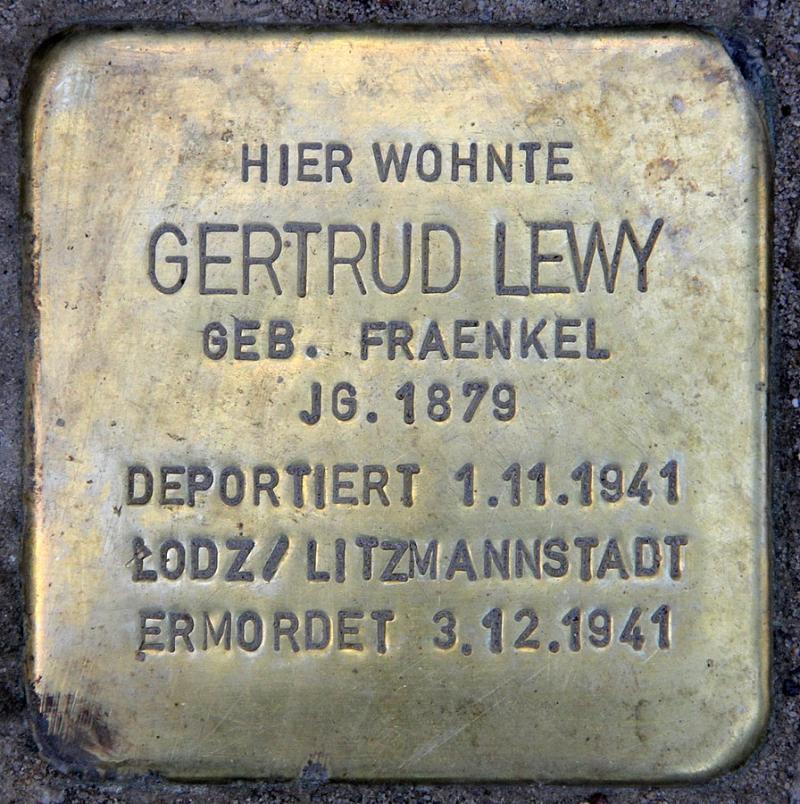 HIER WOHNTE
GERTRUD LEWY
GEB. FRAENKEL
JG. 1879
DEPORTIERT 1.11.1941
ŁODZ/LITZMANNSTADT
ERMORDET 3.12.1941